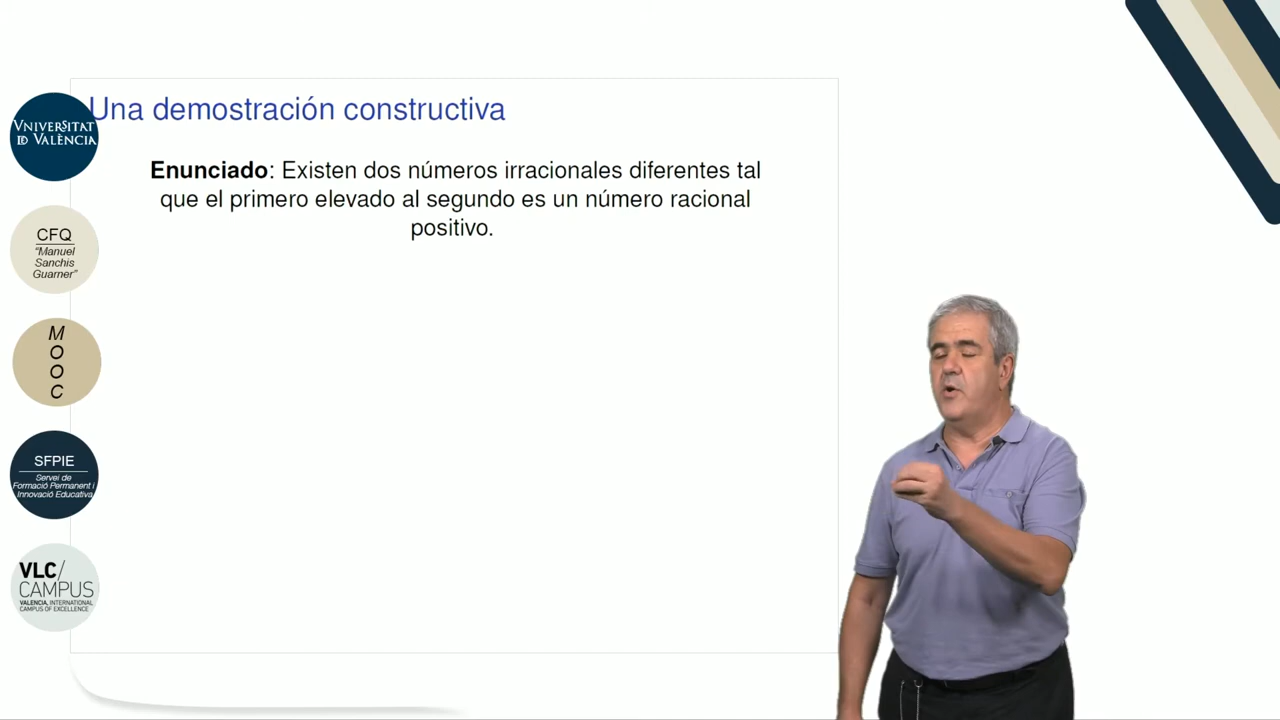 Una demostración constructiva
Enunciado: Existen dos números irracionales diferentes tal
que el primero elevado al segundo es un número racional
positivo.
VNIVERSITAT
ID VALÈNCIA
CFQ
“Manuel
Sanchis
Guarner”
M
O
O
C
SFPIE
Servei de
Formació Permanent i
Innovació Educativa
VLC/
CAMPUS
VALENCIA, INTERNATIONAL
CAMPUS OF EXCELLENCE